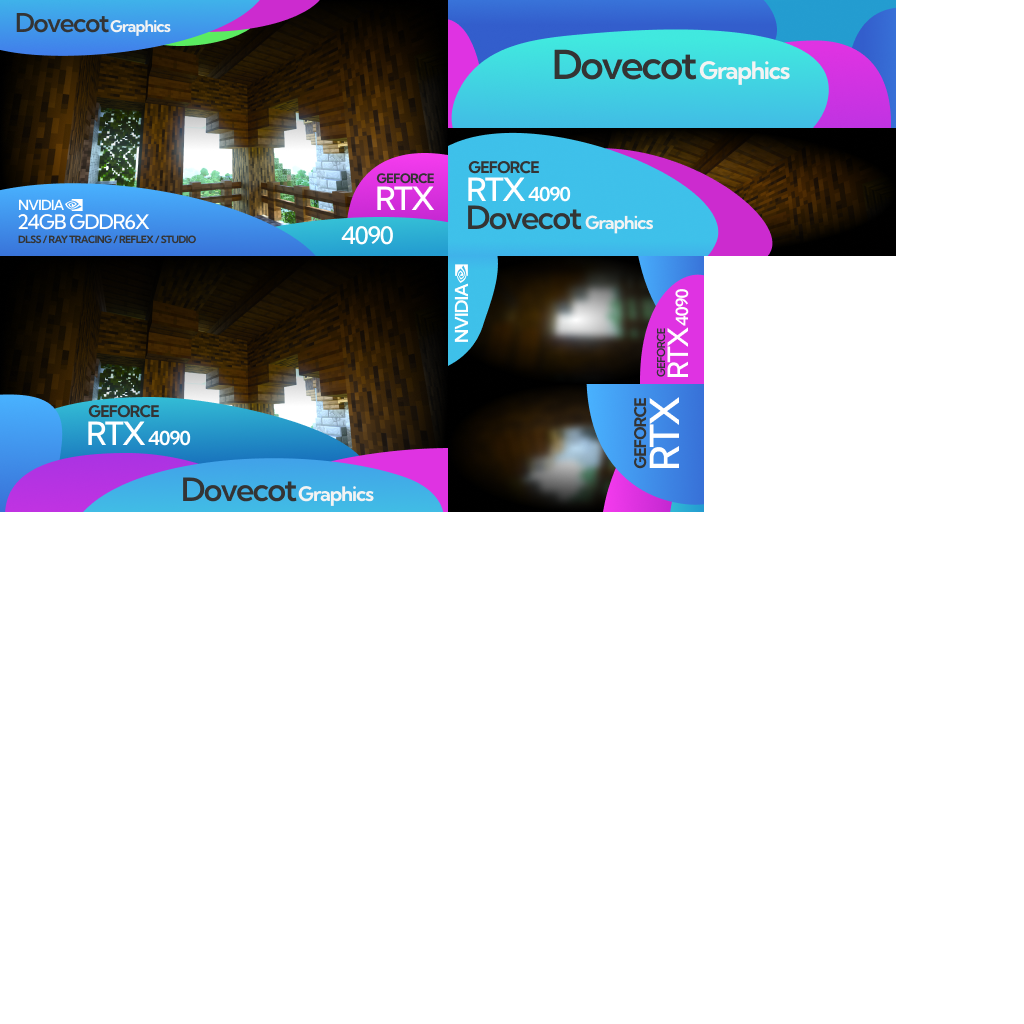 Dovecot Graphics
GEFORCE
RTX
4090
NVIDIA
24GB GDDR6X
DLSS / RAY TRACING / REFLEX / STUDIO
Dovecot Graphics
GEFORCE
RTX 4090
Dovecot Graphics
GEFORCE
RTX 4090
Dovecot Graphics
NVIDIA
GEFORCE
RTX 4090
GEFORCE
RTX